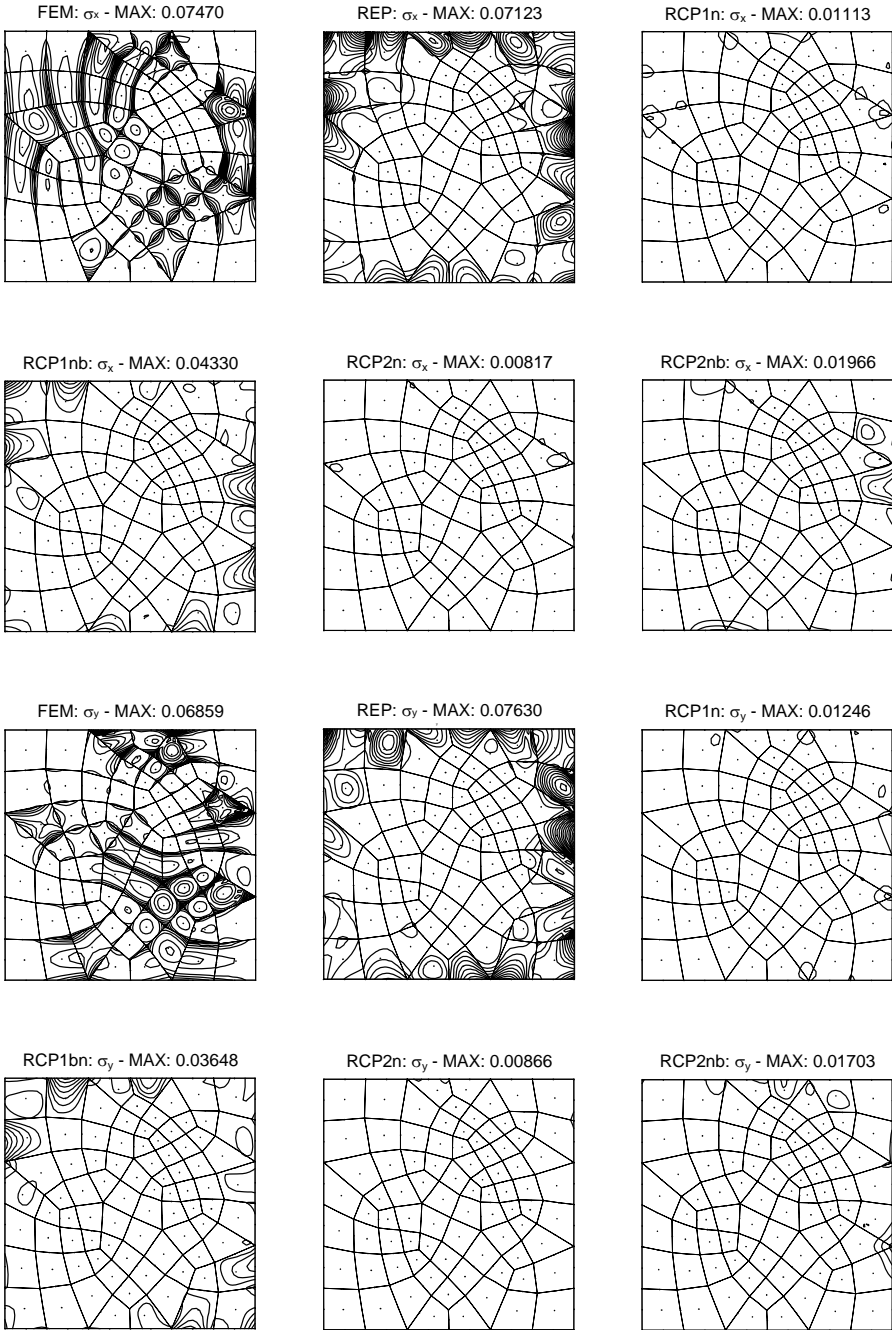 FEM: σx - MAX: 0.07470
REP: σx - MAX: 0.07123
RCP1n: σx - MAX: 0.01113
RCP1nb: σx - MAX: 0.04330
RCP2n: σx - MAX: 0.00817
RCP2nb: σx - MAX: 0.01966
FEM: σy - MAX: 0.06859
REP: σy - MAX: 0.07630
RCP1n: σy - MAX: 0.01246
RCP1bn: σy - MAX: 0.03648
RCP2n: σy - MAX: 0.00866
RCP2nb: σy - MAX: 0.01703